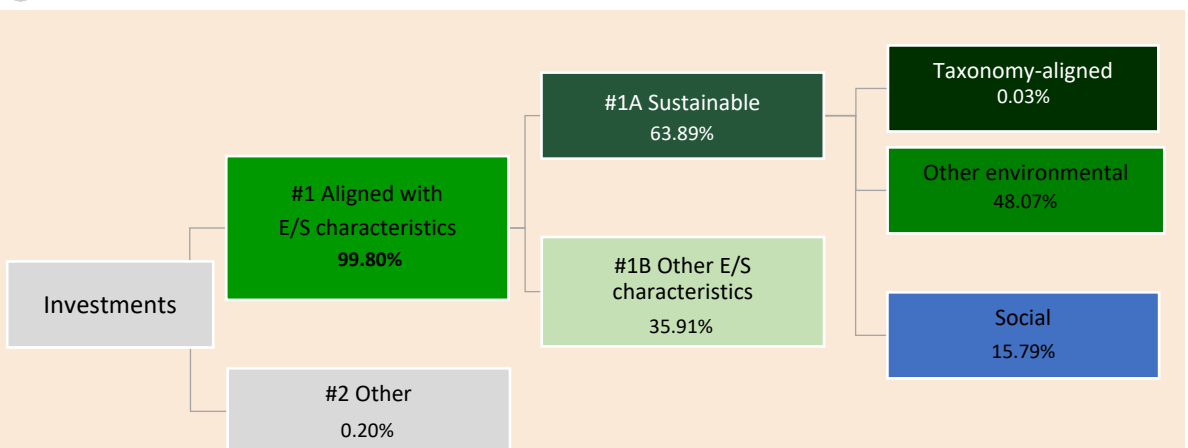 Investments
#1 Aligned with
E/S characteristics
99.80%
#2 Other
0.20%
#1A Sustainable
63.89%
#1B Other E/S
characteristics
35.91%
Taxonomy-aligned
0.03%
Other environmental
48.07%
Social
15.79%